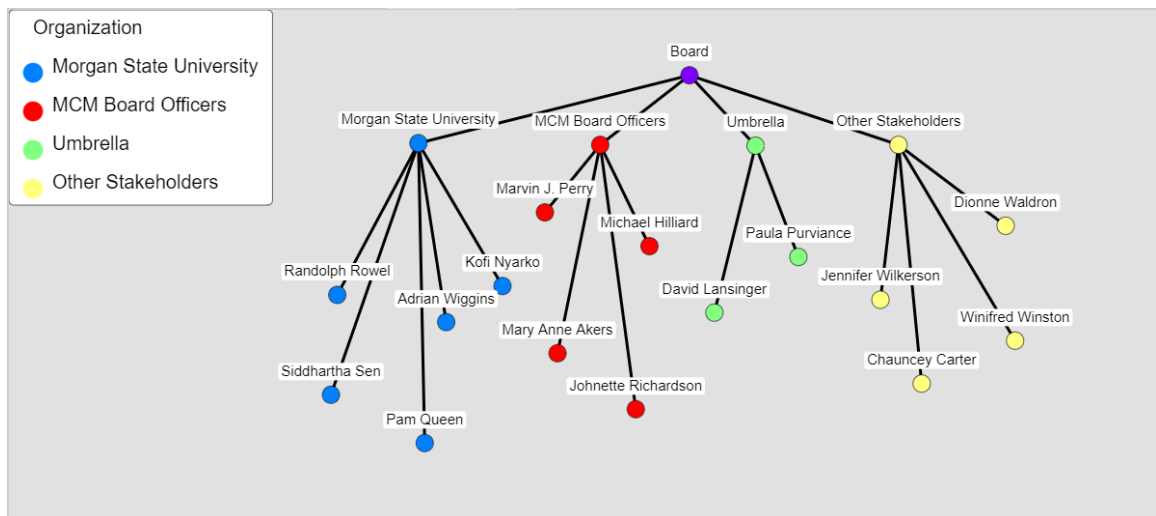 Organization
Morgan State University
MCM Board Officers
Umbrella
Other Stakeholders
Board
Morgan State University
MCM Board Officers
Umbrella
Other Stakeholders
Marvin J. Perry
Dionne Waldron
Michael Hilliard
Paula Purviance
Kofi Nyarko
Randolph Rowel
Jennifer Wilkerson
David Lansinger
Adrian Wiggins
Winifred Winston
Mary Anne Akers
Chauncey Carter
Siddhartha Sen
Johnette Richardson
Pam Queen